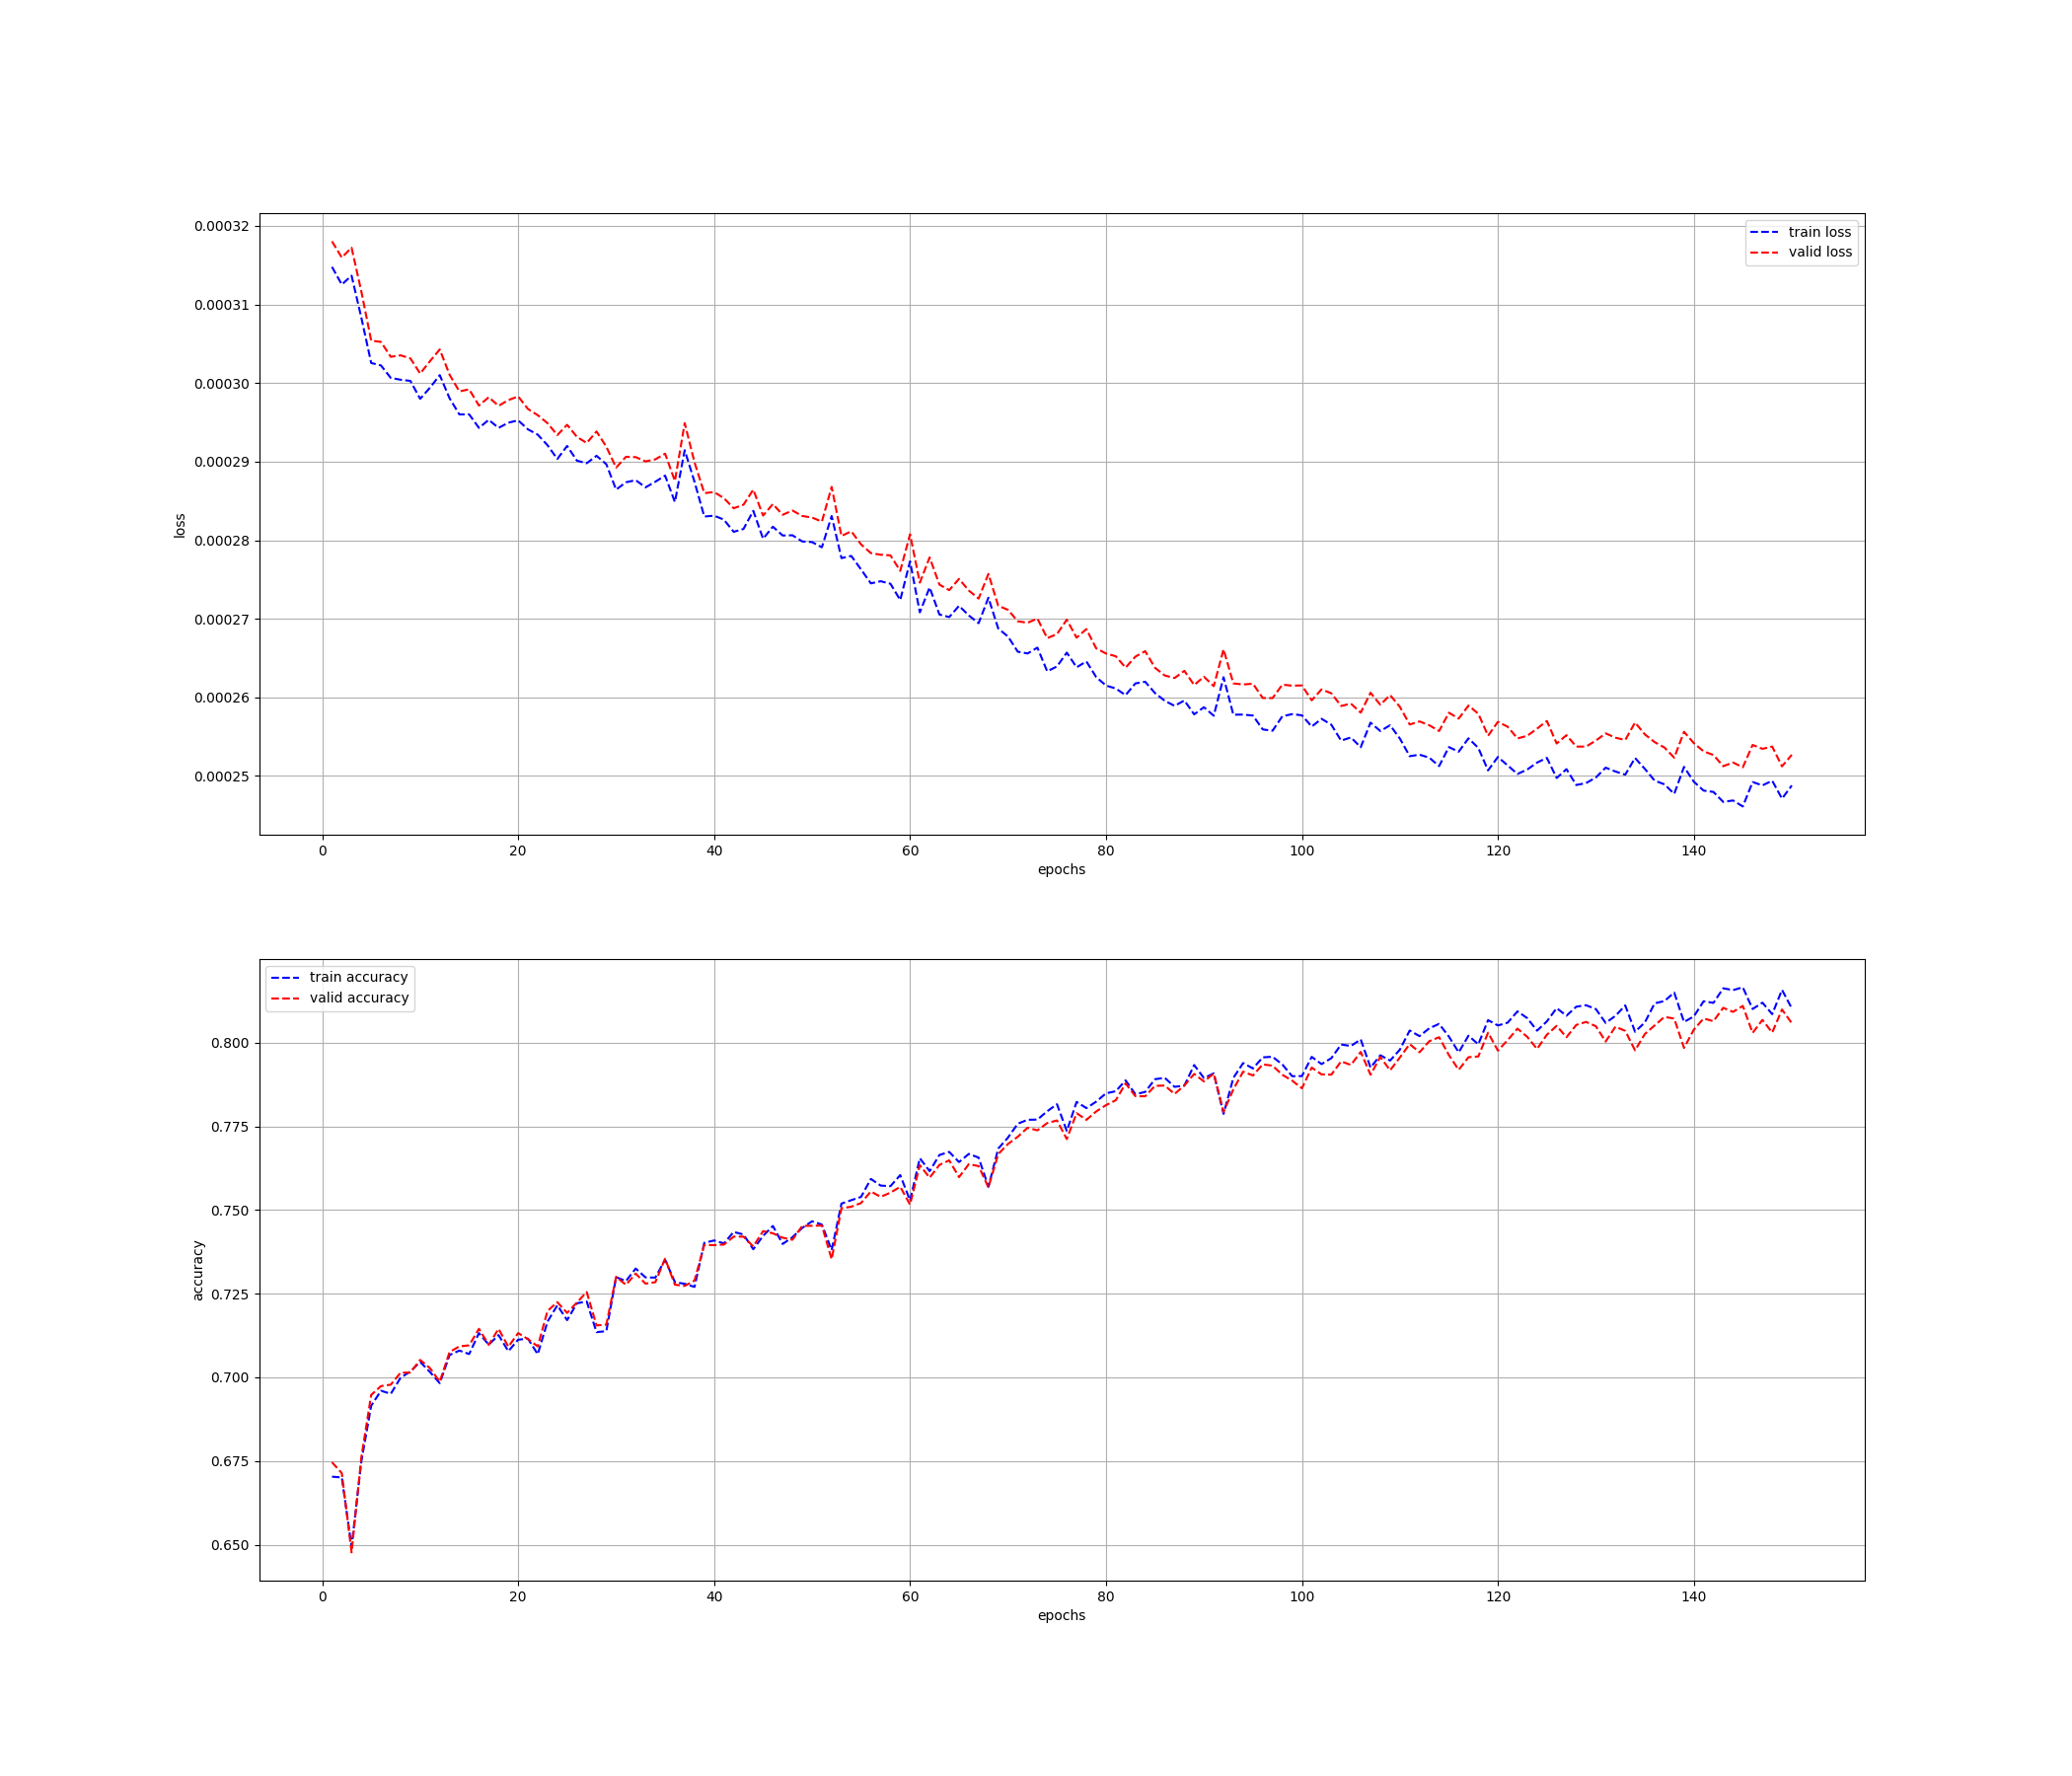 0.00032
0.00031
0.00030
0.00029
0.00028
0.00027
0.00026
0.00025
loss
train loss
valid loss
0 20 40 60 80 100 120 140
epochs
train accuracy
valid accuracy
0.800
0.775
0.750
0.725
0.700
0.675
0.650
accuracy
0 20 40 60 80 100 120 140
epochs